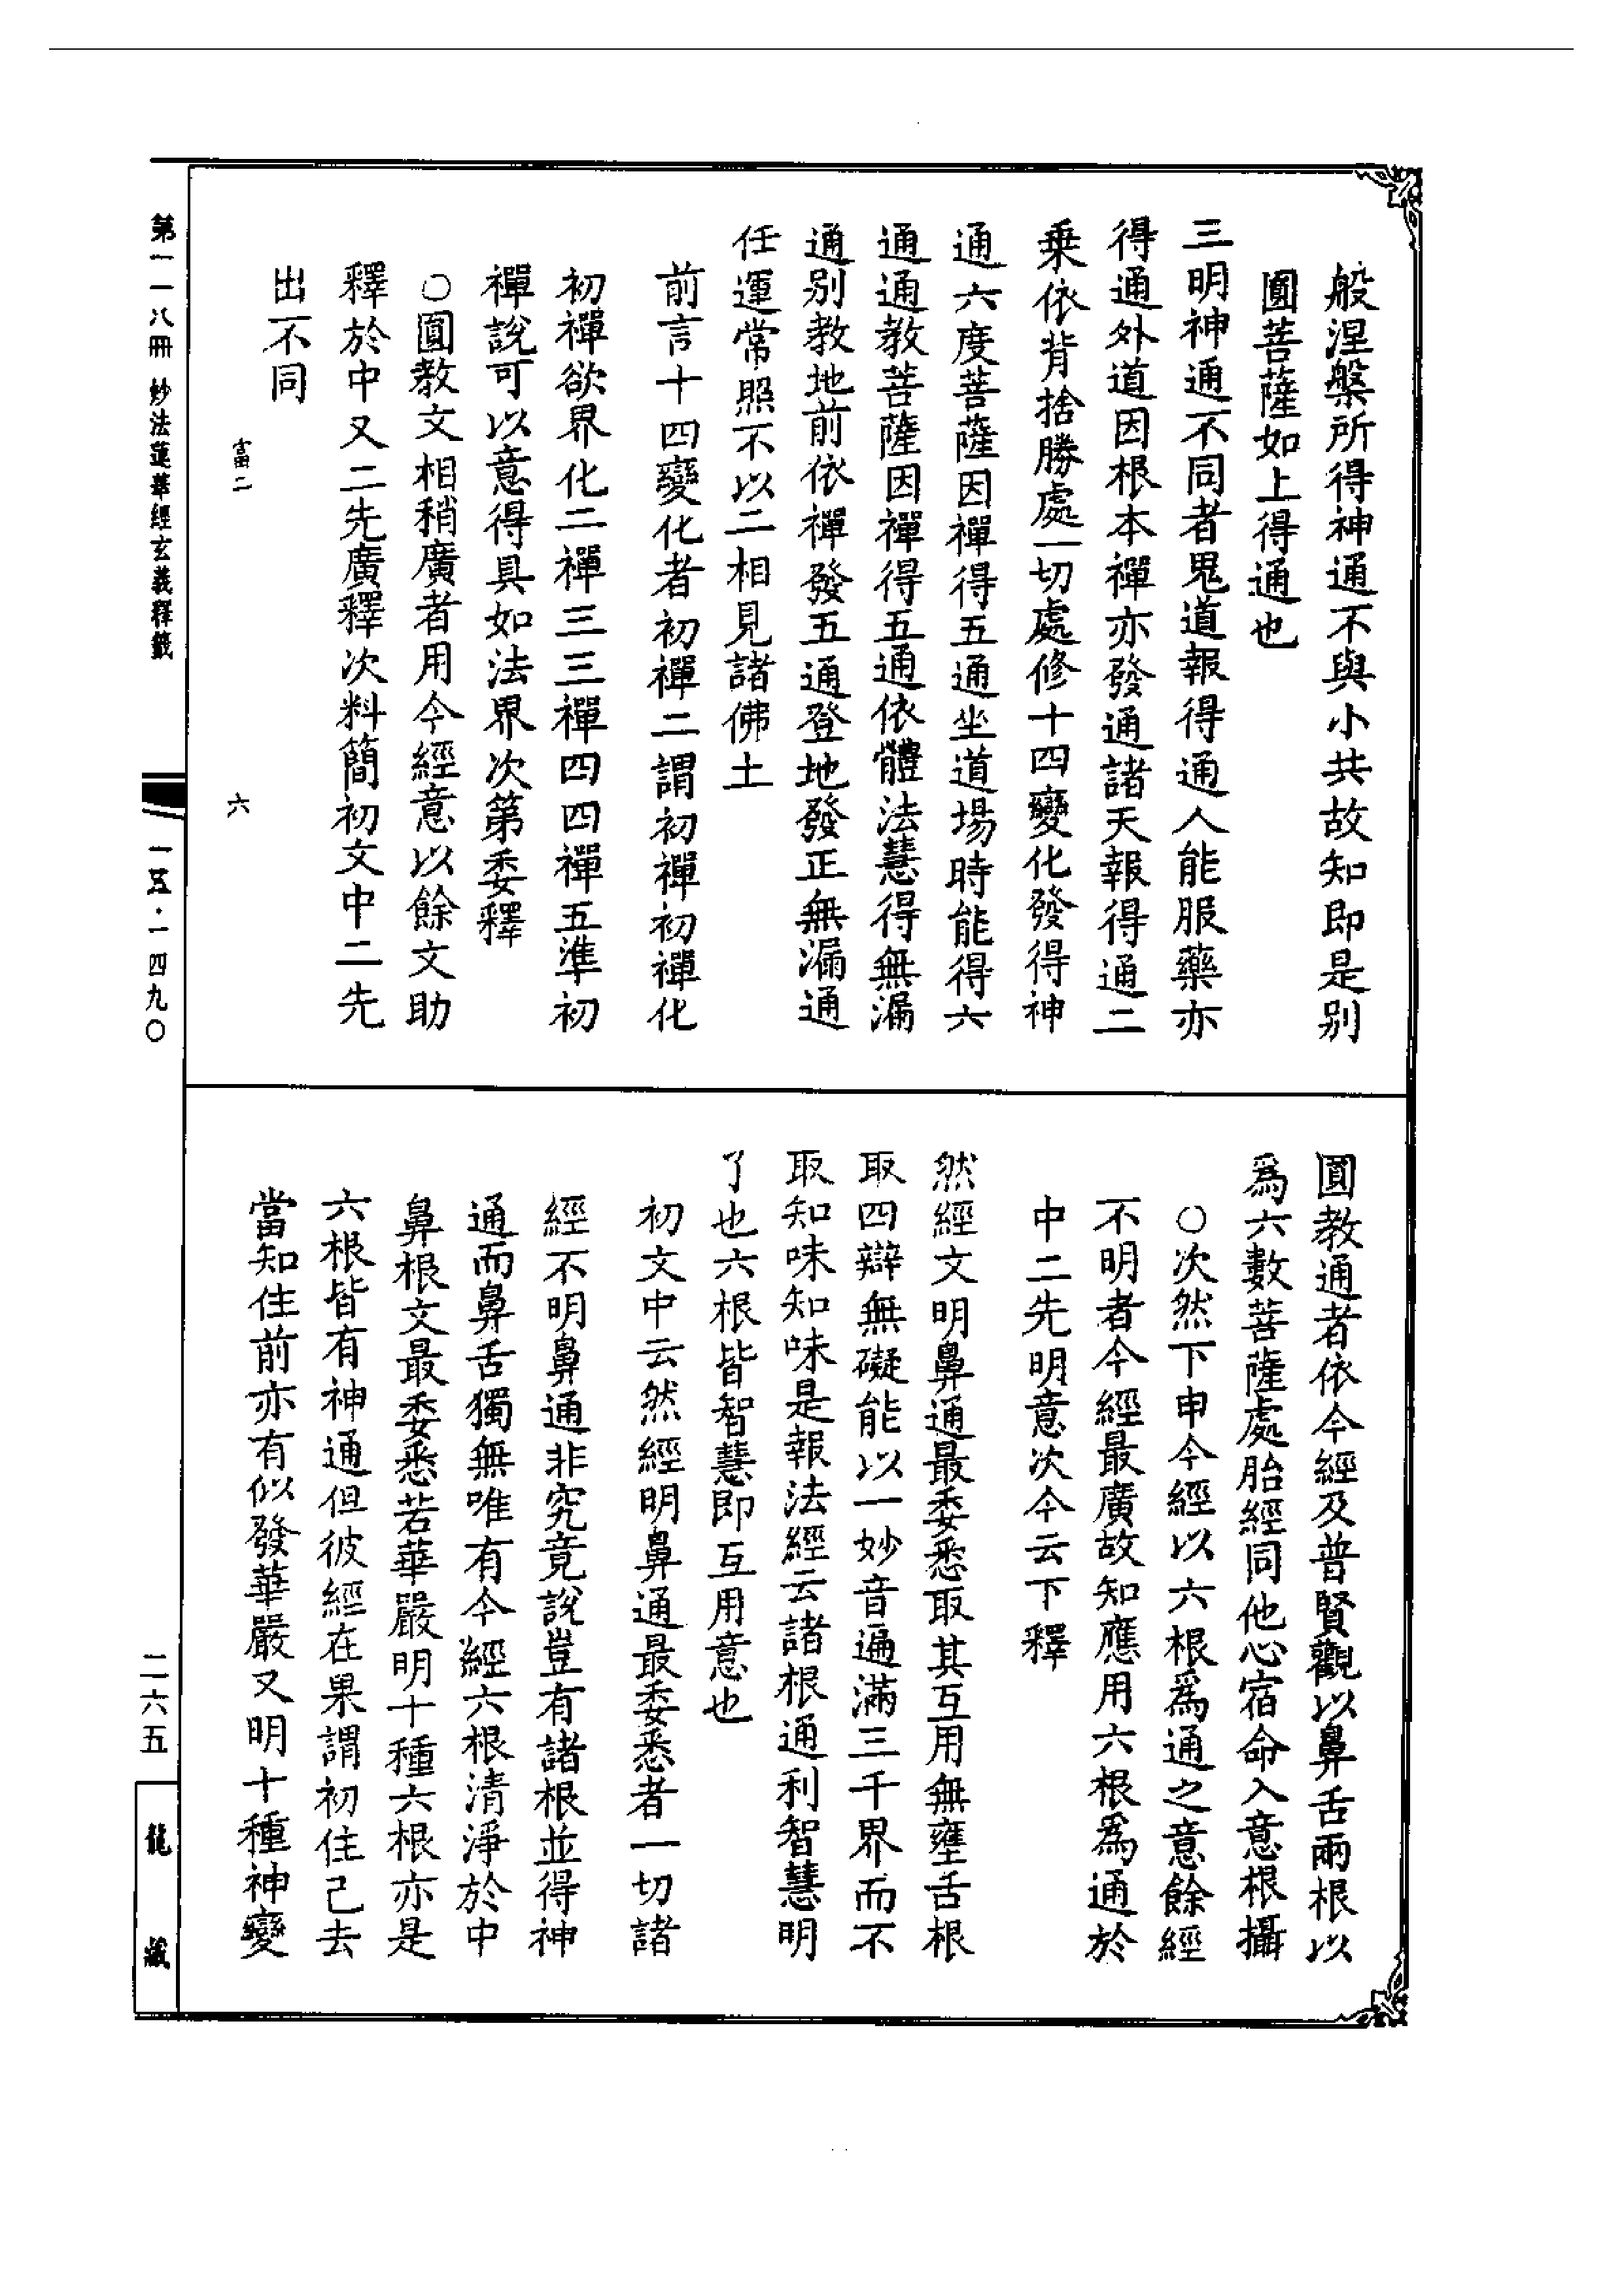 般涅槃所得神通不與小共故知即是别
圓菩薩如上得通也
三明神通不同者鬼道報得通人能服藥亦
得通外道因根本禪亦發通諸天報得通二
乗依背捨勝處一切處修十四變化發得神
通六度菩薩因禪得五通坐道場時能得六
通通教菩薩因禪得五通依體法慧得無漏
通别教地前依禪發五通登地發正無漏通
任運常照不以二相見諸佛土
前言十四變化者初禪二謂初禪初禪化
初禪欲界化二禪三三禪四四禪五準初
禪說可以意得具如法界次第委釋
○圓教文相稍廣者用今經意以餘文助
釋於中又二先廣釋次料簡初文中二先
出不同
富二
六
圓教通者依今經及普賢觀以鼻舌兩根以
爲六數菩薩處胎經同他心宿命入意根攝
○次然下申今經以六根爲通之意餘經
不明者今經最廣故知應用六根爲通於
中二先明意次今云下釋
然經文明鼻通最委悉取其互用無壅舌根
取四辯無礙能以一妙音遍滿三千界而不
取知味知味是報法經云諸根通利智慧明
了也六根皆智慧即互用意也
初文中云然經明鼻通最委悉者一切諸
經不明鼻通非究竟說豈有諸根並得神
通而鼻舌獨無唯有今經六根清淨於中
鼻根文最委悉若華嚴明十種六根亦是
六根皆有神通但彼經在果謂初住已去
當知住前亦有似發華嚴又明十種神變
第一一八冊 妙法蓮華經玄義釋籤
一五·一四九〇
二六五
龍藏